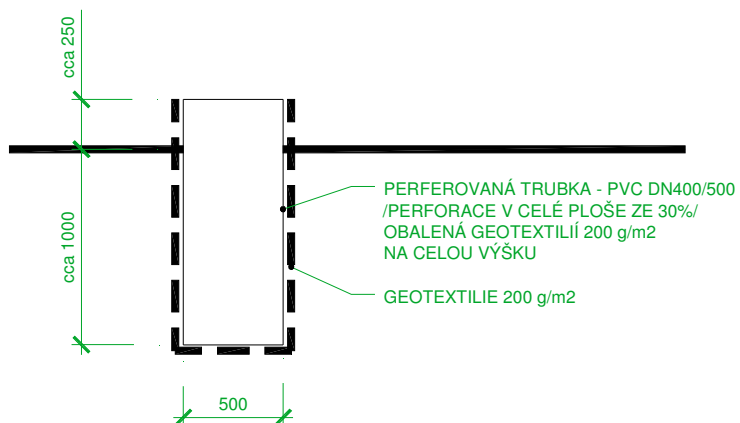 cca 250
PERFEROVANÁ TRUBKA - PVC DN400/500
/PERFORACE V CELÉ PLOŠE ZE 30%/
OBALENÁ GEOTEXTILIÍ 200 g/m2
NA CELOU VÝŠKU
cca 1000
GEOTEXTILIE 200 g/m2
500